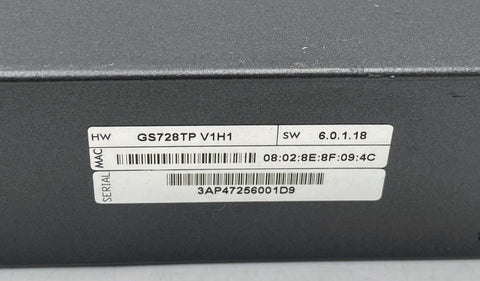 HW GS728TP V1H1 SW 6.0.1.18
MAC 08:02:8E:8F:09:4C
SERIAL 3AP47256001D9